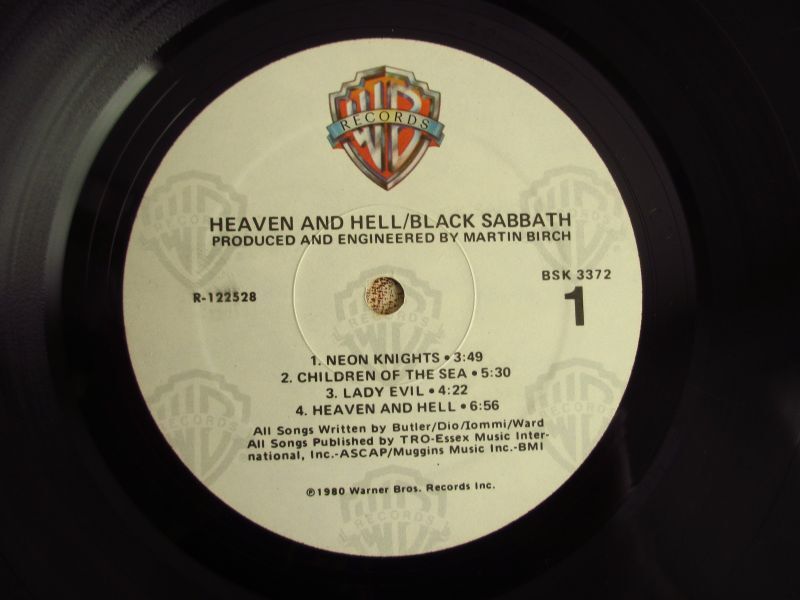 RECORDS
HEAVEN AND HELL/BLACK SABBATH
PRODUCED AND ENGINEERED BY MARTIN BIRCH
R-122528
BSK 3372
1
1. NEON KNIGHTS • 3:49
2. CHILDREN OF THE SEA • 5:30
3. LADY EVIL • 4:22
4. HEAVEN AND HELL • 6:56
All Songs Written by Butler/Dio/Iommi/Ward
All Songs Published by TRO-Essex Music Inter-
national, Inc.-ASCAP/Muggins Music Inc.-BMI
℗1980 Warner Bros. Records Inc.